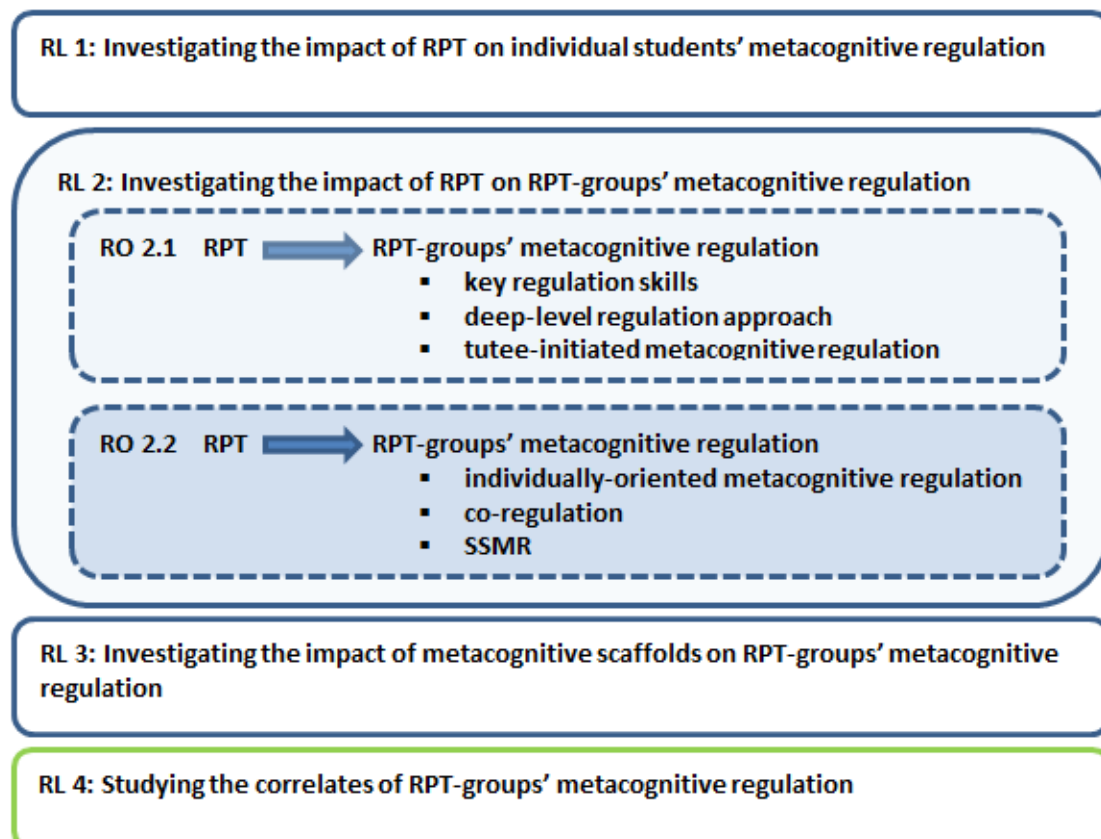 RL 1: Investigating the impact of RPT on individual students’ metacognitive regulation
RL 2: Investigating the impact of RPT on RPT-groups’ metacognitive regulation
RO 2.1 RPT RPT-groups’ metacognitive regulation
▪ key regulation skills
▪ deep-level regulation approach
▪ tutee-initiated metacognitive regulation
RO 2.2 RPT RPT-groups’ metacognitive regulation
▪ individually-oriented metacognitive regulation
▪ co-regulation
▪ SSMR
RL 3: Investigating the impact of metacognitive scaffolds on RPT-groups’ metacognitive
regulation
RL 4: Studying the correlates of RPT-groups’ metacognitive regulation